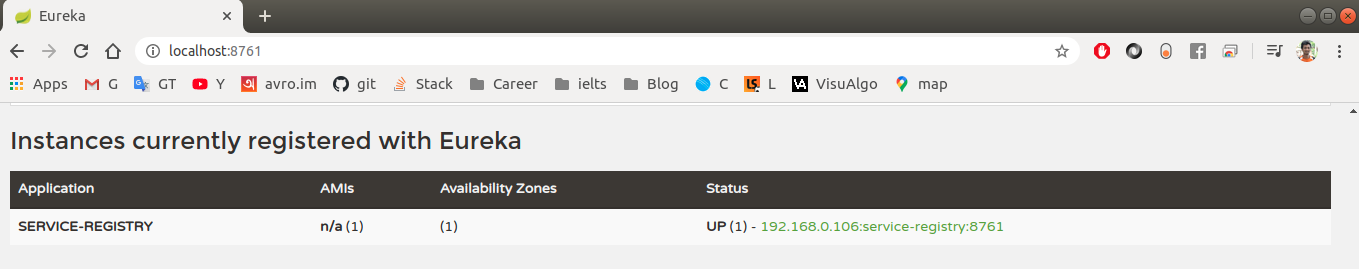 Eureka
localhost:8761
Apps G GT Y avro.im git Stack Career ielts Blog C L VisuAlgo map
Instances currently registered with Eureka
Application AMIs Availability Zones Status
SERVICE-REGISTRY n/a (1) (1) UP (1) - 192.168.0.106:service-registry:8761